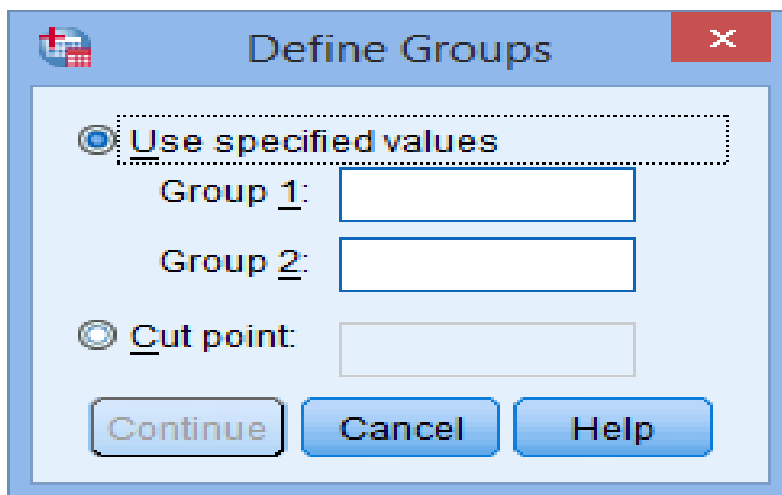 Define Groups
Use specified values
Group 1:
Group 2:
Cut point:
Continue Cancel Help